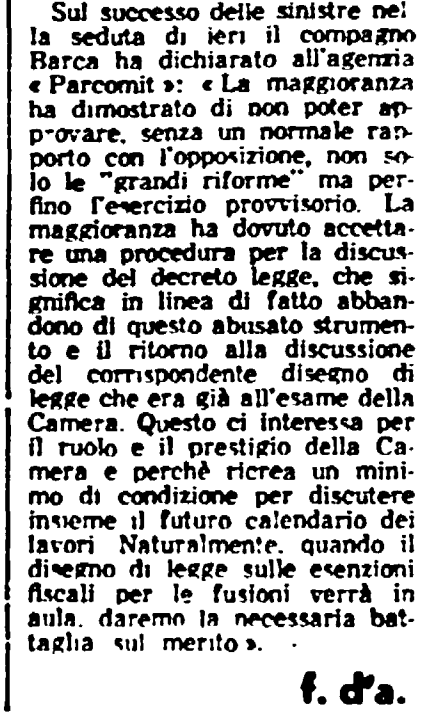 Sul successo delle sinistre nel
la seduta di ieri il compagno
Barca ha dichiarato all'agenzia
« Parcomit »: « La maggioranza
ha dimostrato di non poter ap-
provare, senza un normale rap-
porto con l'opposizione, non so-
lo le "grandi riforme" ma per-
fino l'esercizio provvisorio. La
maggioranza ha dovuto accetta-
re una procedura per la discus-
sione del decreto legge, che si-
gnifica in linea di fatto abban-
dono di questo abusato strumen-
to e il ritorno alla discussione
del corrispondente disegno di
legge che era già all'esame della
Camera. Questo ci interessa per
il ruolo e il prestigio della Ca-
mera e perchè ricrea un mini-
mo di condizione per discutere
insieme il futuro calendario dei
lavori Naturalmente, quando il
disegno di legge sulle esenzioni
fiscali per le fusioni verrà in
aula, daremo la necessaria bat-
taglia sul merito ».
f. d'a.